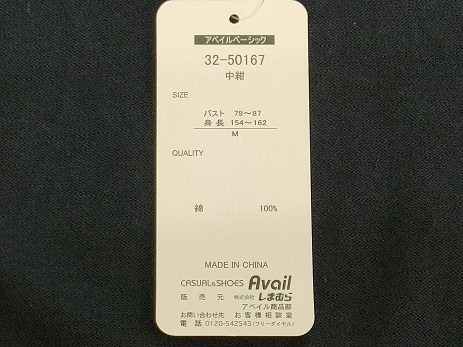 アベイルベーシック
32-50167
中紺
SIZE
バスト 79~87
身長 154~162
M
QUALITY
綿 100%
MADE IN CHINA
CASUAL&SHOES Avail
販売元 株式会社 しまむら
アベイル商品部
お問い合わせ先 お客様相談室
電話 0120-542543(フリーダイヤル)